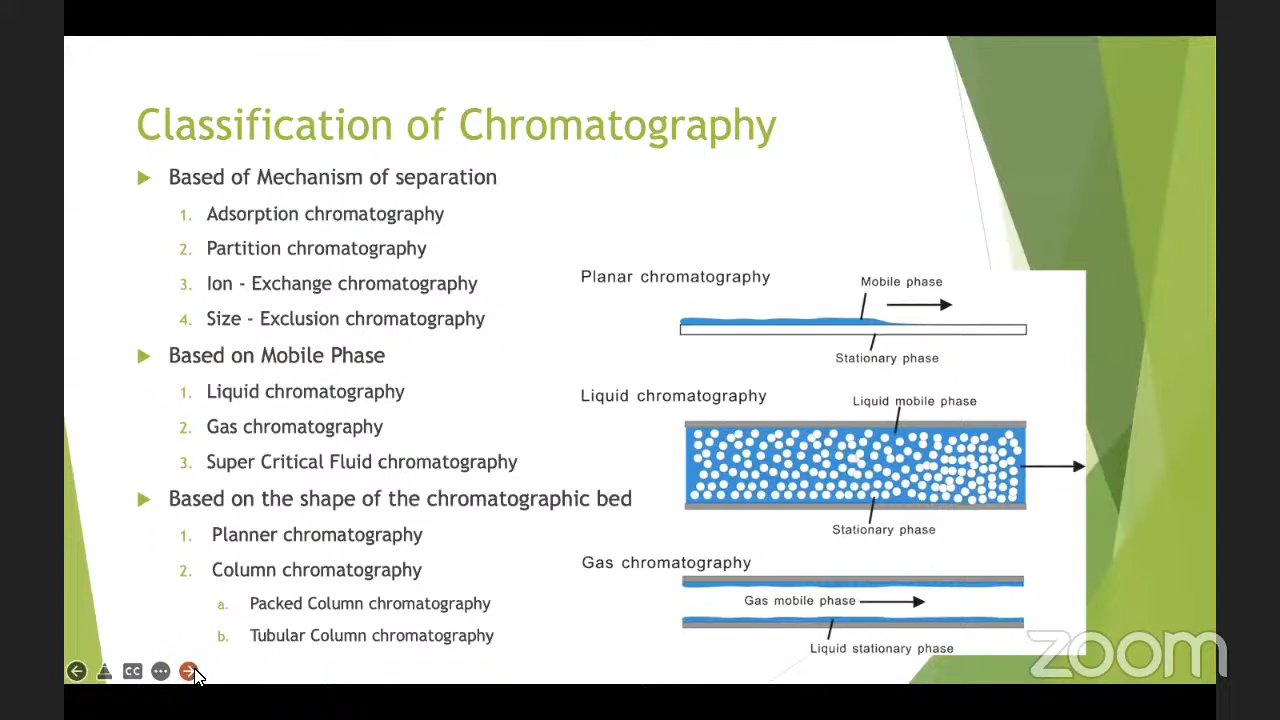 Classification of Chromatography
Based of Mechanism of separation
1. Adsorption chromatography
2. Partition chromatography
3. Ion - Exchange chromatography
4. Size - Exclusion chromatography
Based on Mobile Phase
1. Liquid chromatography
2. Gas chromatography
3. Super Critical Fluid chromatography
Based on the shape of the chromatographic bed
1. Planner chromatography
2. Column chromatography
a. Packed Column chromatography
b. Tubular Column chromatography
Planar chromatography
Mobile phase
Stationary phase
Liquid chromatography
Liquid mobile phase
Stationary phase
Gas chromatography
Gas mobile phase
Liquid stationary phase
CC
zoom